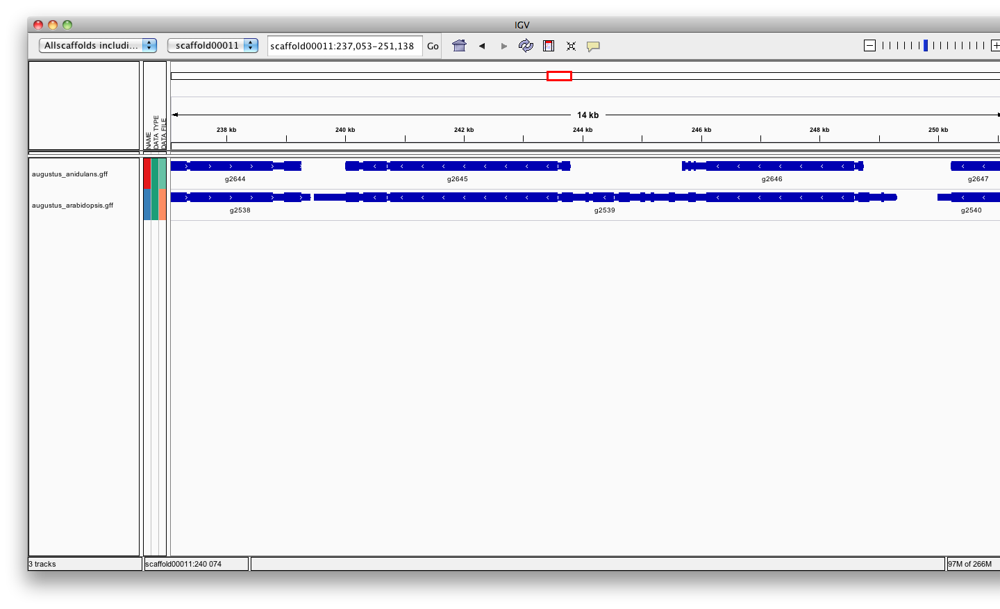 IGV
Allscaffolds includi... scaffold00011 scaffold00011:237,053-251,138 Go
14 kb
238 kb 240 kb 242 kb 244 kb 246 kb 248 kb 250 kb
NAME
DATA TYPE
DATA FILE
augustus_anidulans.gff
g2644 g2645 g2646 g2647
augustus_arabidopsis.gff
g2538 g2539 g2540
3 tracks scaffold00011:240 074 97M of 266M